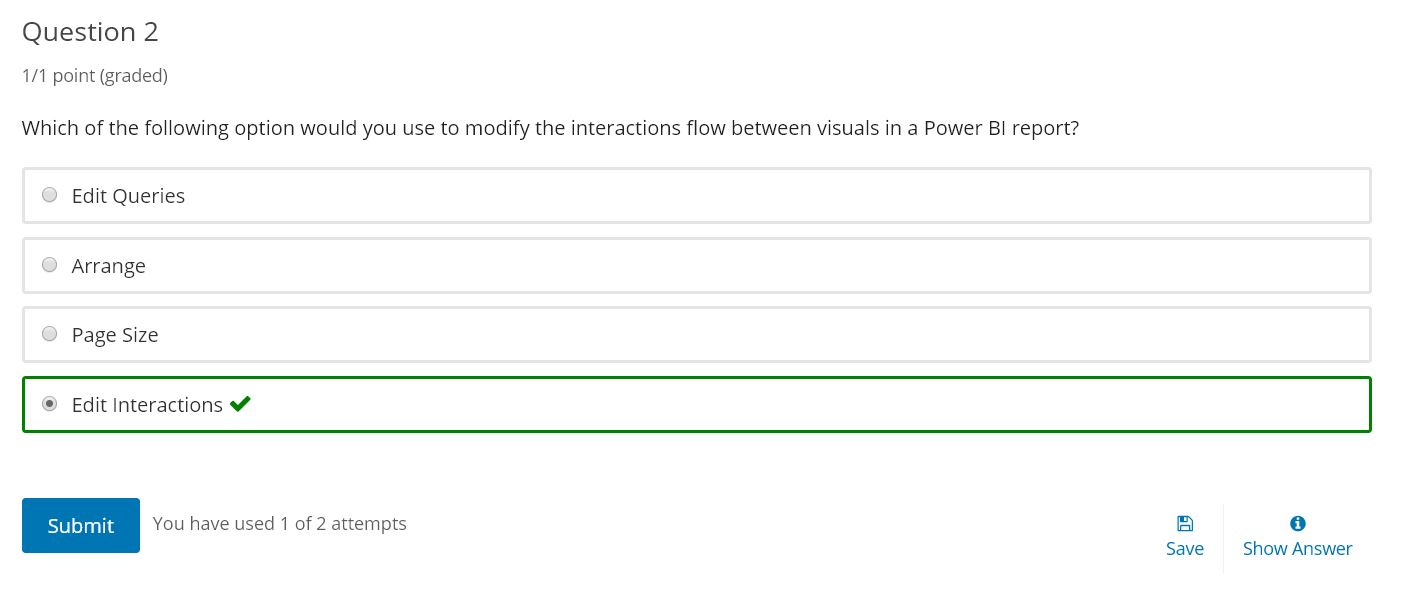 Question 2
1/1 point (graded)
Which of the following option would you use to modify the interactions flow between visuals in a Power BI report?
Edit Queries
Arrange
Page Size
Edit Interactions
Submit
You have used 1 of 2 attempts
Save
Show Answer